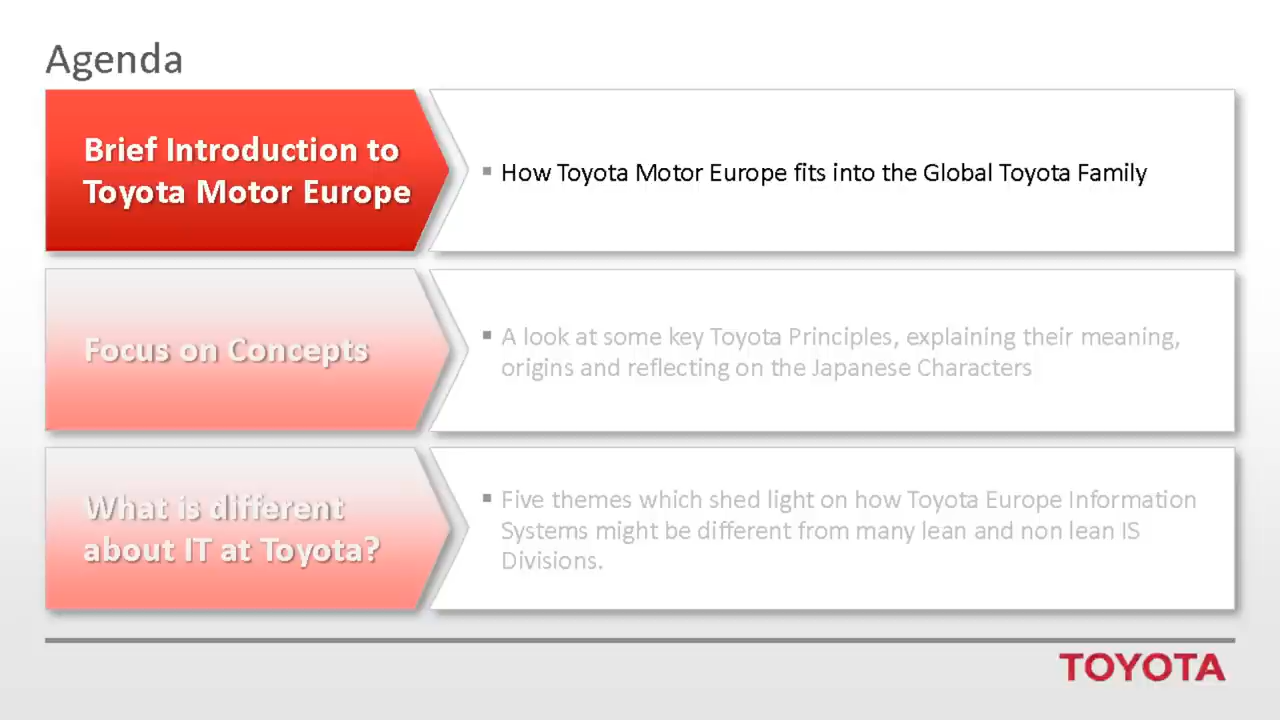 Agenda
Brief Introduction to
Toyota Motor Europe
▪ How Toyota Motor Europe fits into the Global Toyota Family
Focus on Concepts
▪ A look at some key Toyota Principles, explaining their meaning,
origins and reflecting on the Japanese Characters
What is different
about IT at Toyota?
▪ Five themes which shed light on how Toyota Europe Information
Systems might be different from many lean and non lean IS
Divisions.
TOYOTA